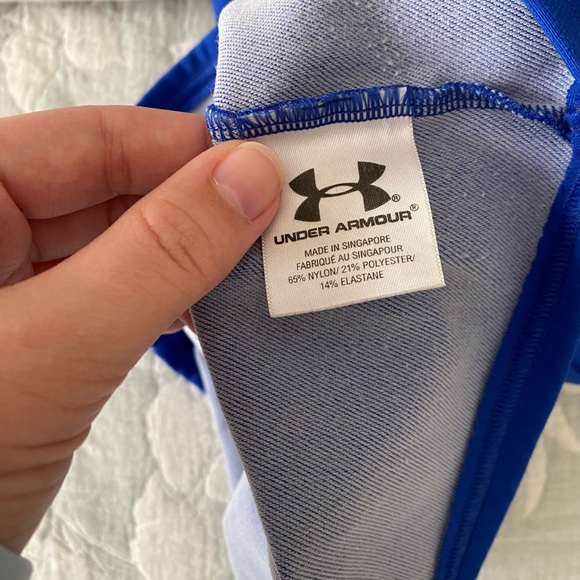 ®
UNDER ARMOUR®
MADE IN SINGAPORE
FABRIQUÉ AU SINGAPOUR
65% NYLON/ 21% POLYESTER/
14% ELASTANE